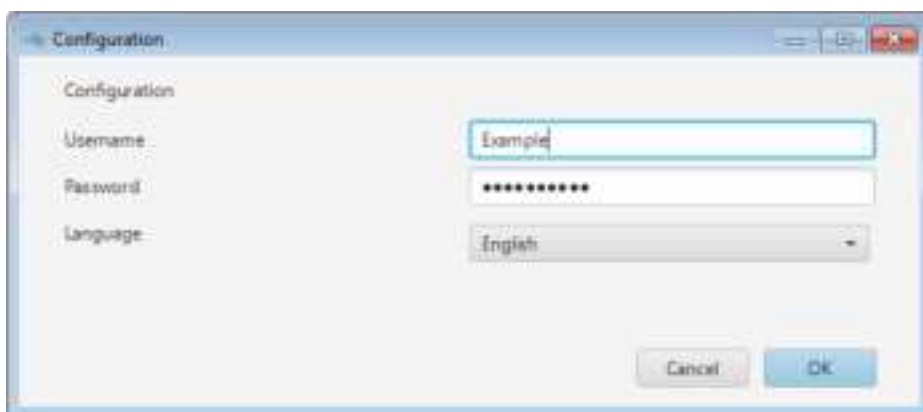 Configuration
Configuration
Username Example
Password ••••••••••
Language English
Cancel OK